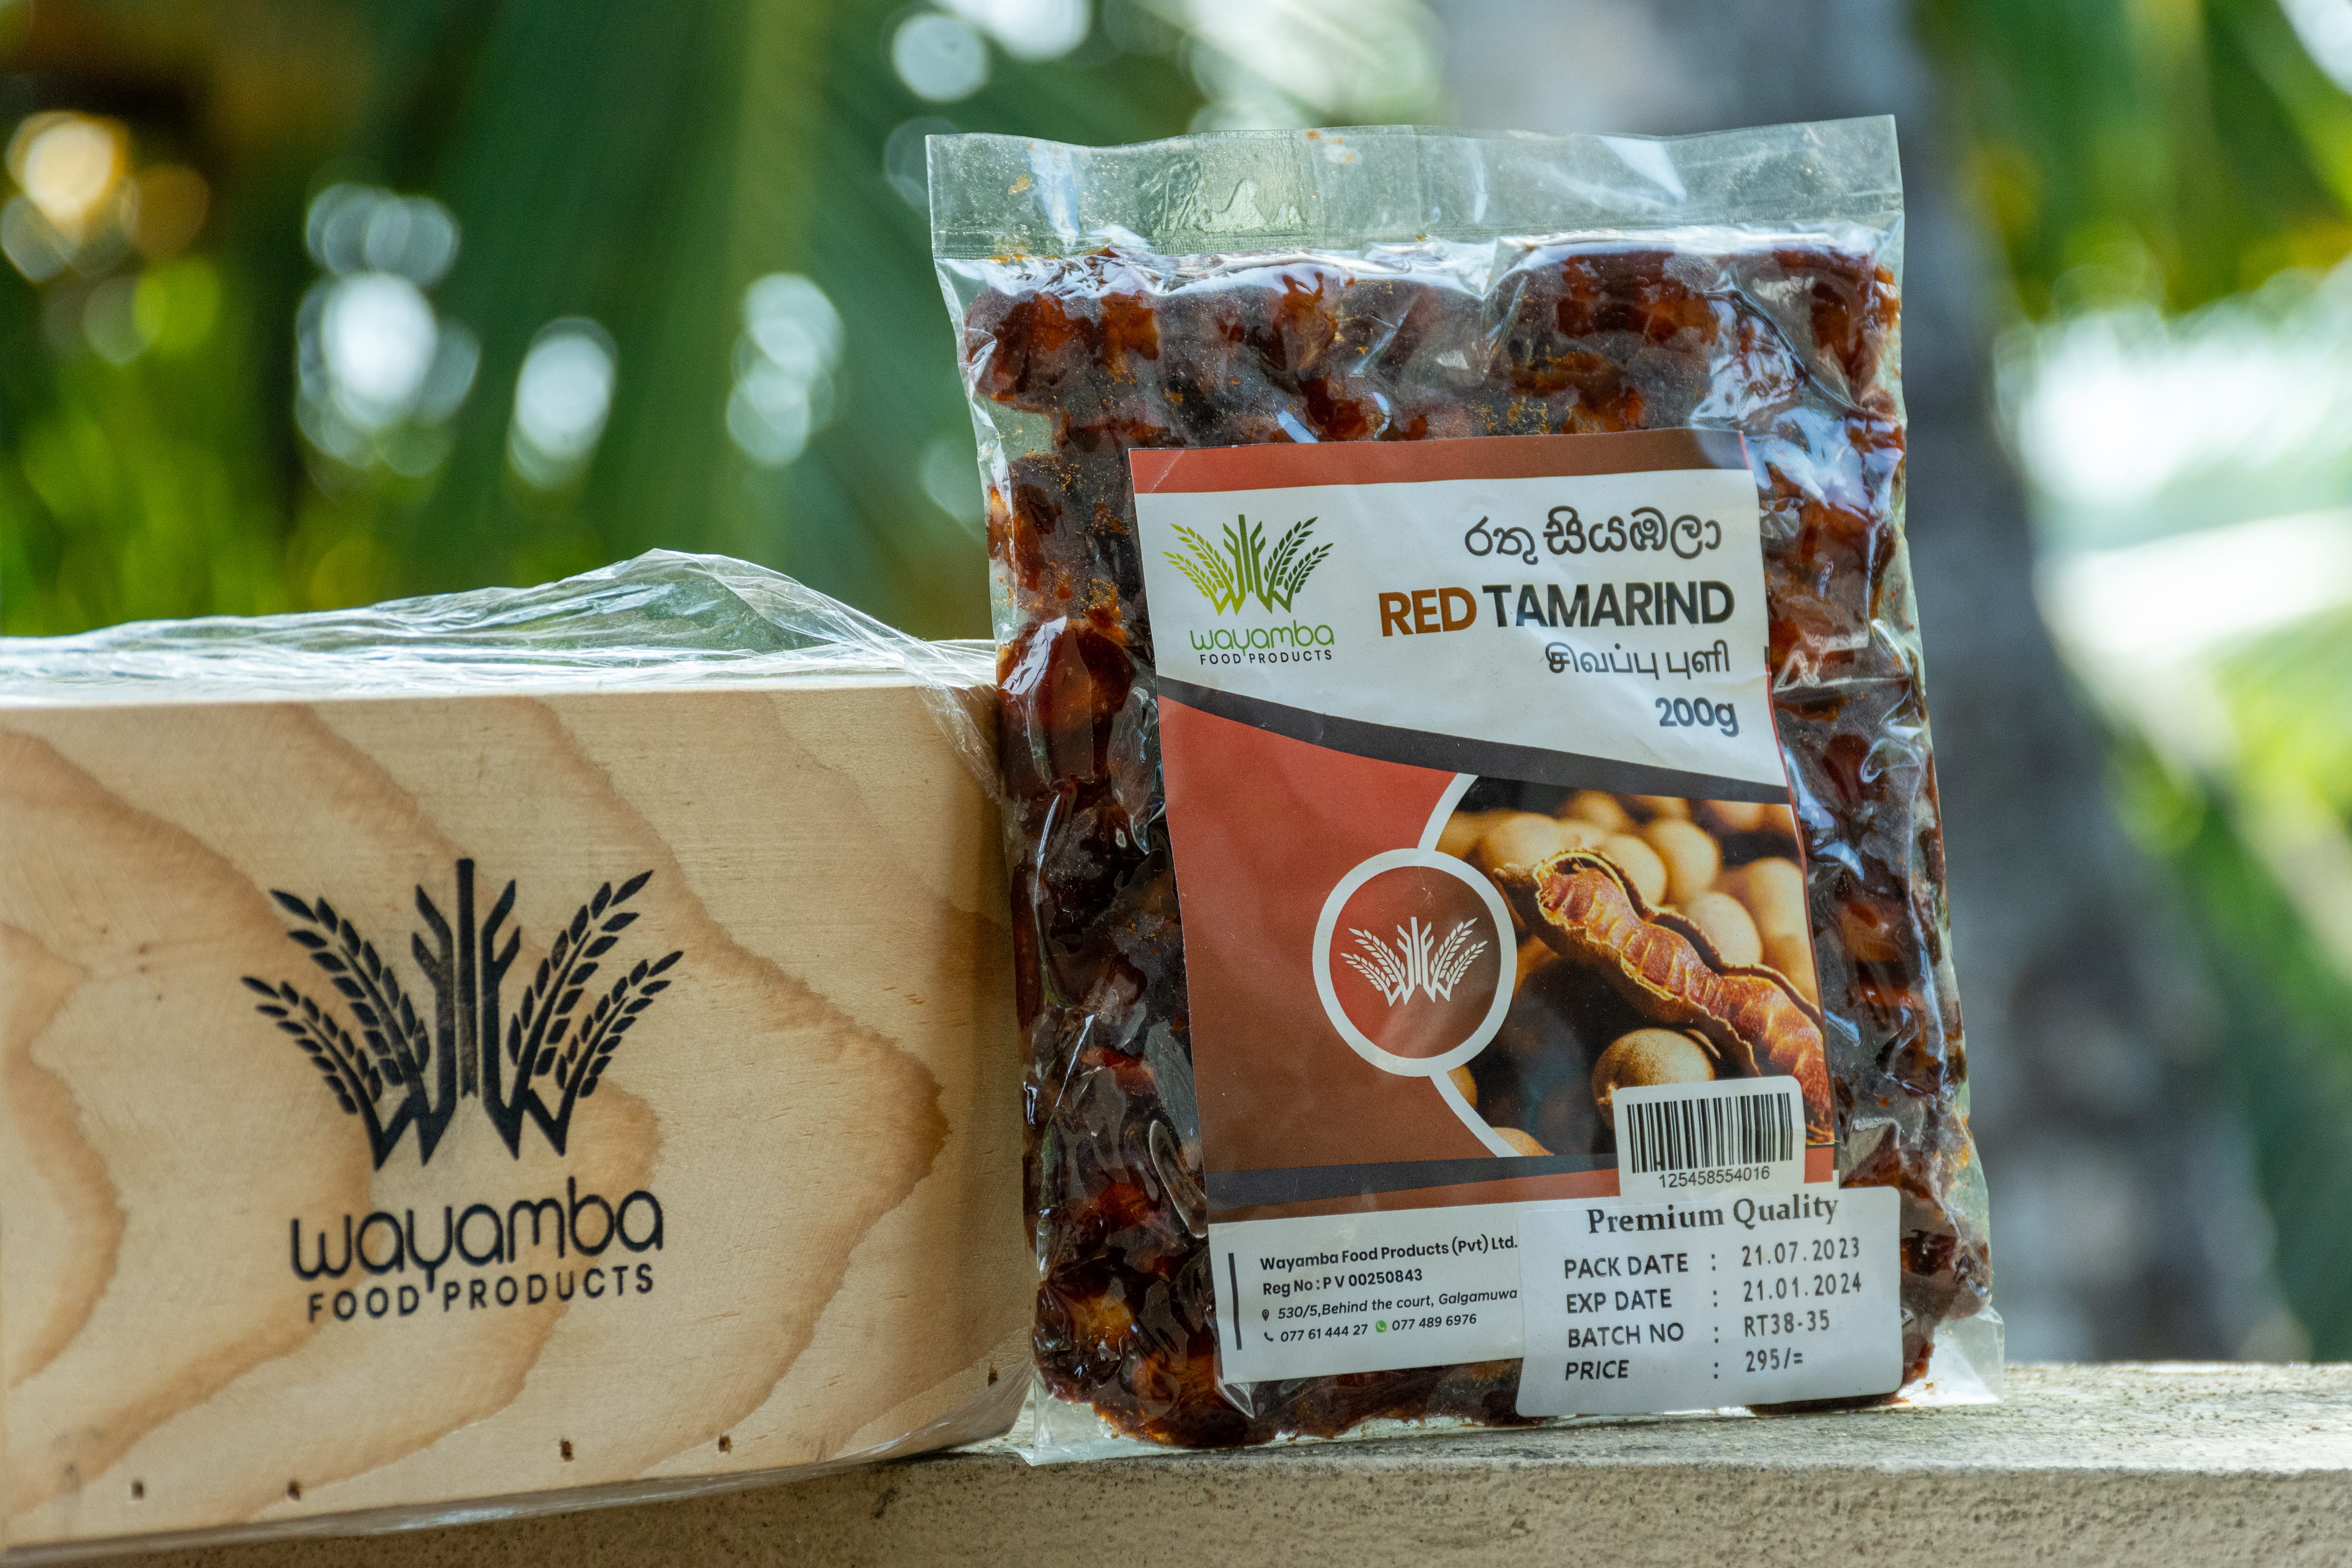 wayamba
FOOD PRODUCTS
wayamba
FOOD PRODUCTS
රතු සියඹලා
RED TAMARIND
சிவப்பு புளி
200g
125458554016
Wayamba Food Products (Pvt) Ltd.
Reg No : P V 00250843
530/5,Behind the court, Galgamuwa
077 61 444 27 077 489 6976
Premium Quality
PACK DATE : 21.07.2023
EXP DATE : 21.01.2024
BATCH NO : RT38-35
PRICE : 295/=